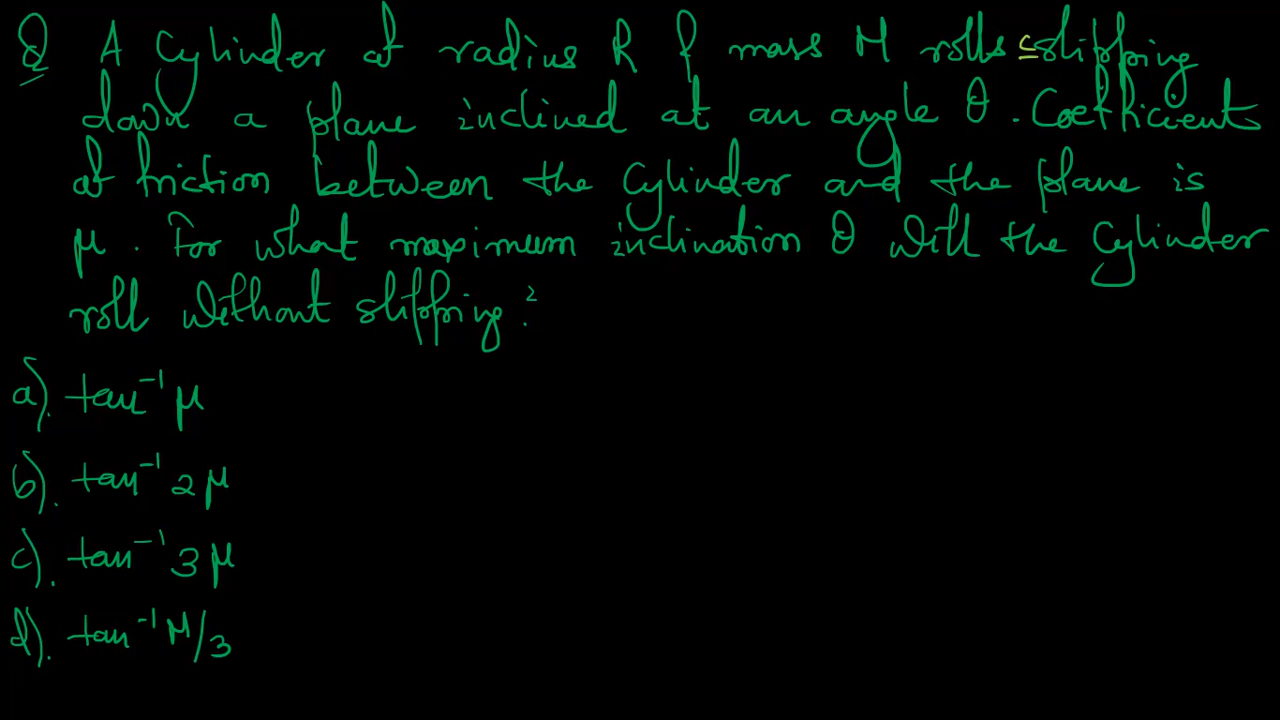 Q A Cylinder of radius R & mass M rolls c slipping
down a plane inclined at an angle θ. Coefficient
of friction between the Cylinder and the plane is
μ. For what maximum inclination θ will the Cylinder
roll without slipping?
a). tan⁻¹ μ
b). tan⁻¹ 2μ
c). tan⁻¹ 3μ
d). tan⁻¹ μ/3